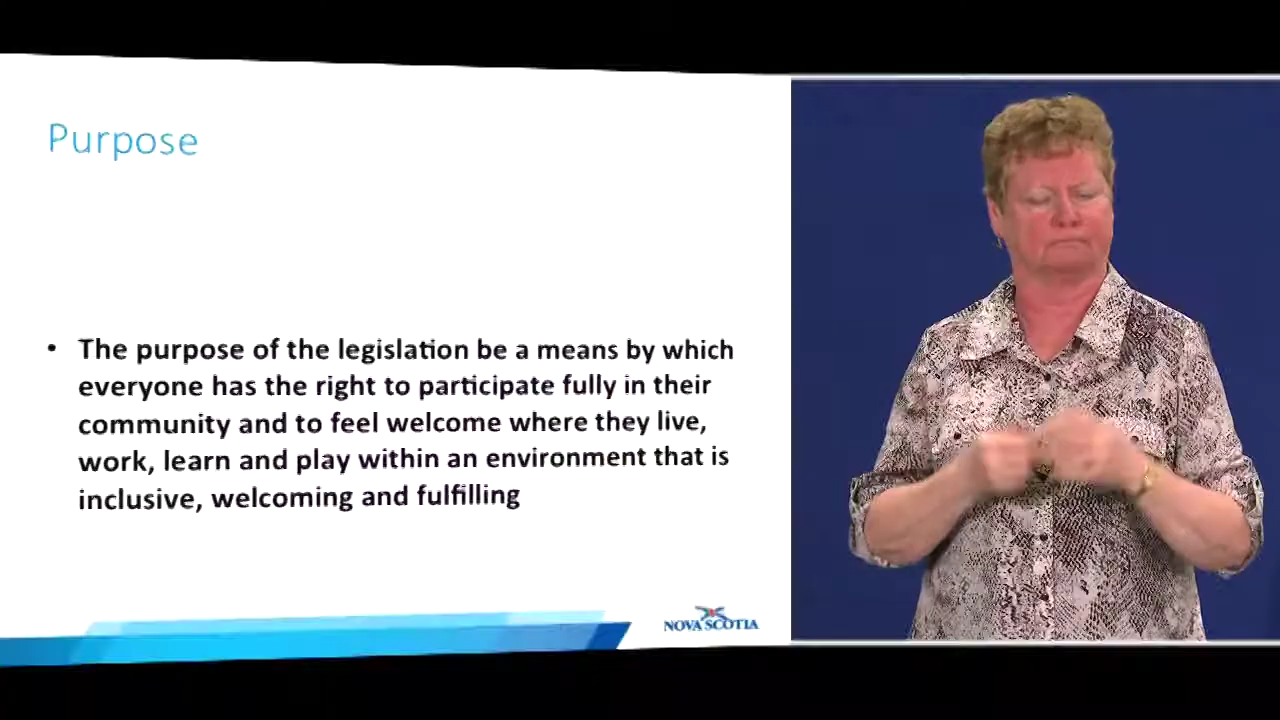 Purpose
• The purpose of the legislation be a means by which
everyone has the right to participate fully in their
community and to feel welcome where they live,
work, learn and play within an environment that is
inclusive, welcoming and fulfilling
NOVA SCOTIA